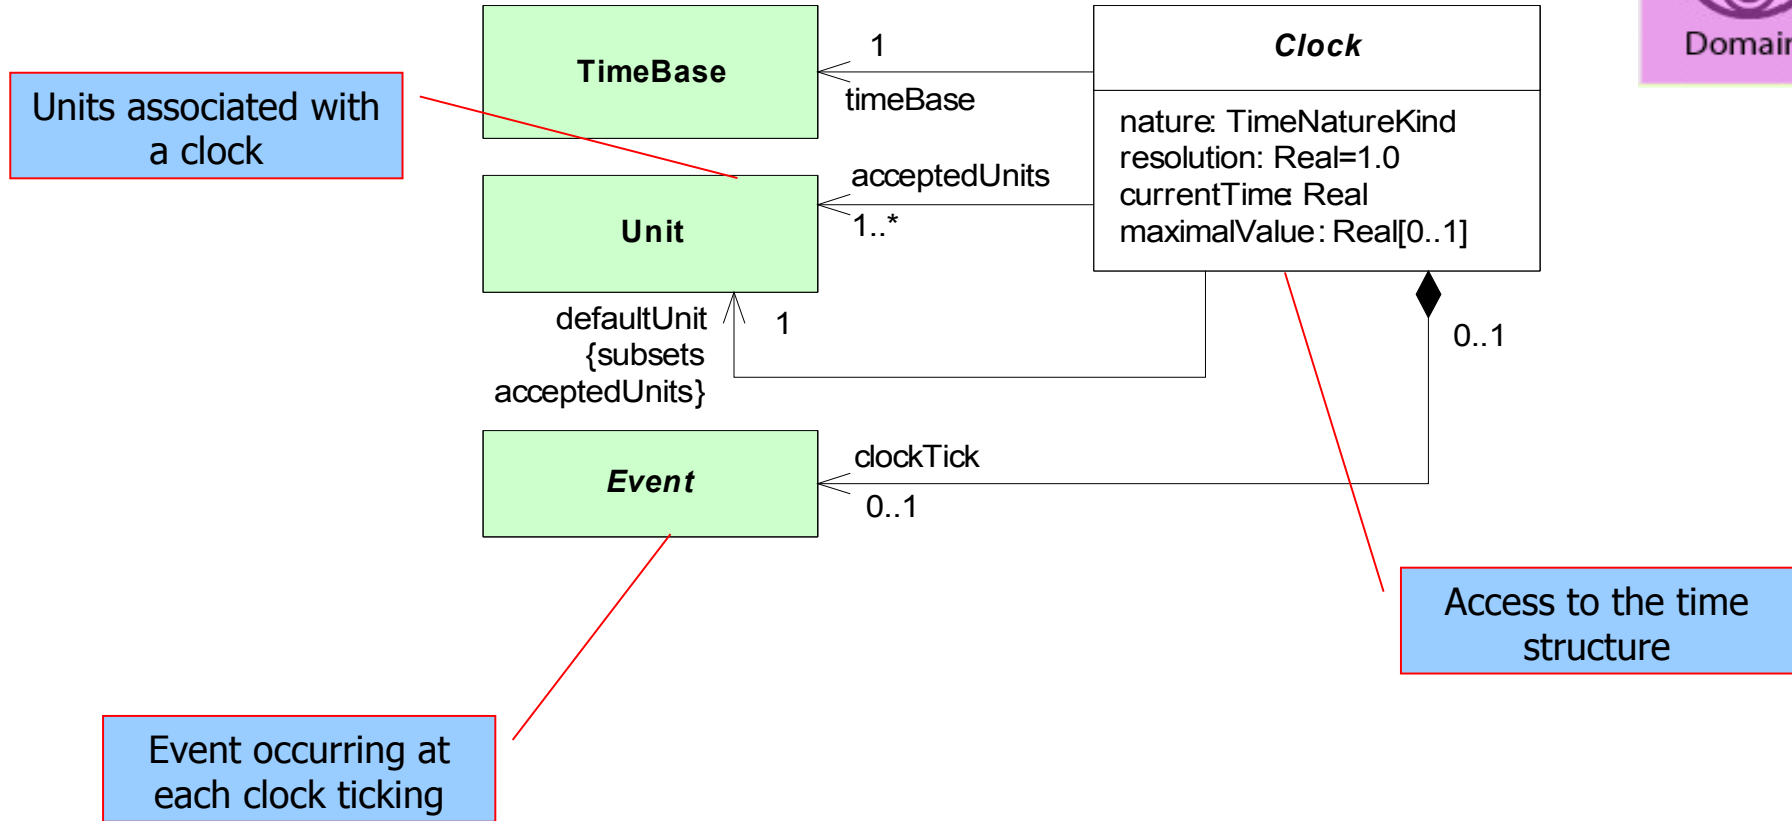 TimeBase
1
timeBase
Clock
Domain
nature: TimeNatureKind
resolution: Real=1.0
currentTime: Real
maximalValue: Real[0..1]
Units associated with
a clock
acceptedUnits
1..*
Unit
defaultUnit
{subsets
acceptedUnits}
1
0..1
Event
clockTick
0..1
Access to the time
structure
Event occurring at
each clock ticking